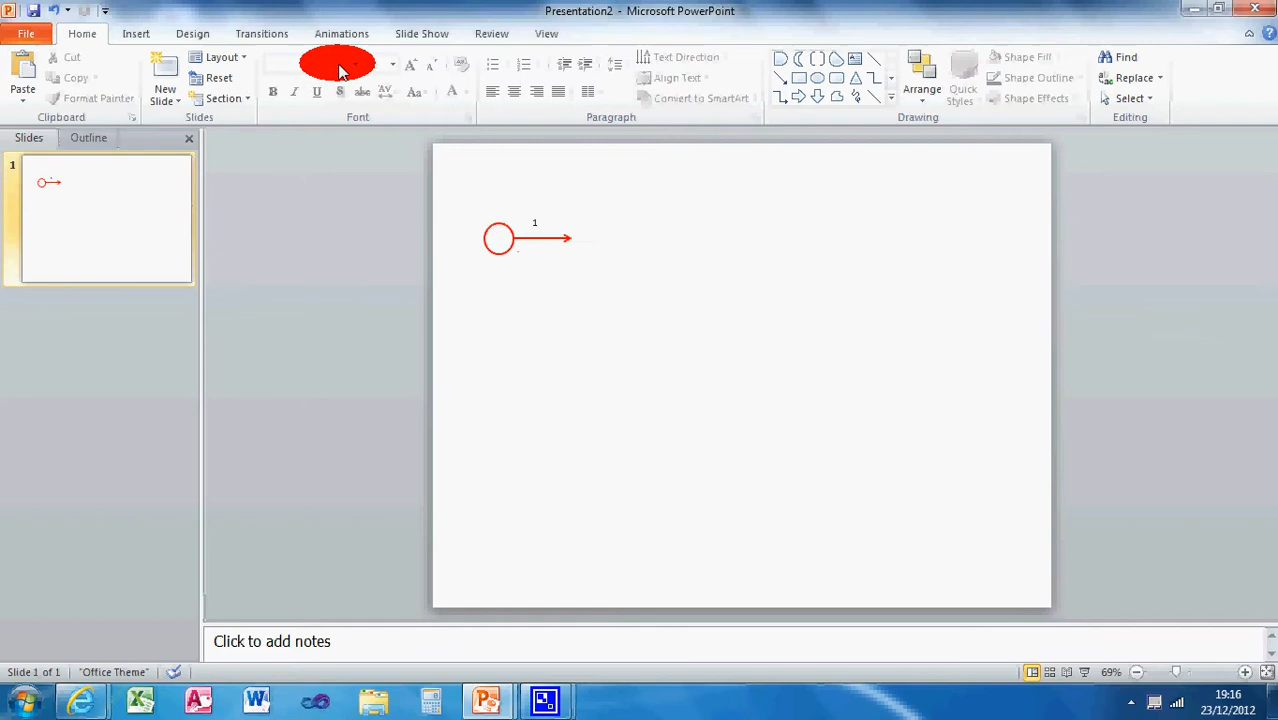 Presentation2 - Microsoft PowerPoint
File Home Insert Design Transitions Animations Slide Show Review View
Paste
Cut
Copy
Format Painter
Clipboard
New Slide
Layout
Reset
Section
Slides
B I U S abc AV Aa A
Font
Text Direction
Align Text
Convert to SmartArt
Paragraph
Arrange
Quick Styles
Shape Fill
Shape Outline
Shape Effects
Drawing
Find
Replace
Select
Editing
Slides Outline
1
1
Click to add notes
Slide 1 of 1 "Office Theme" 69%
19:16
23/12/2012